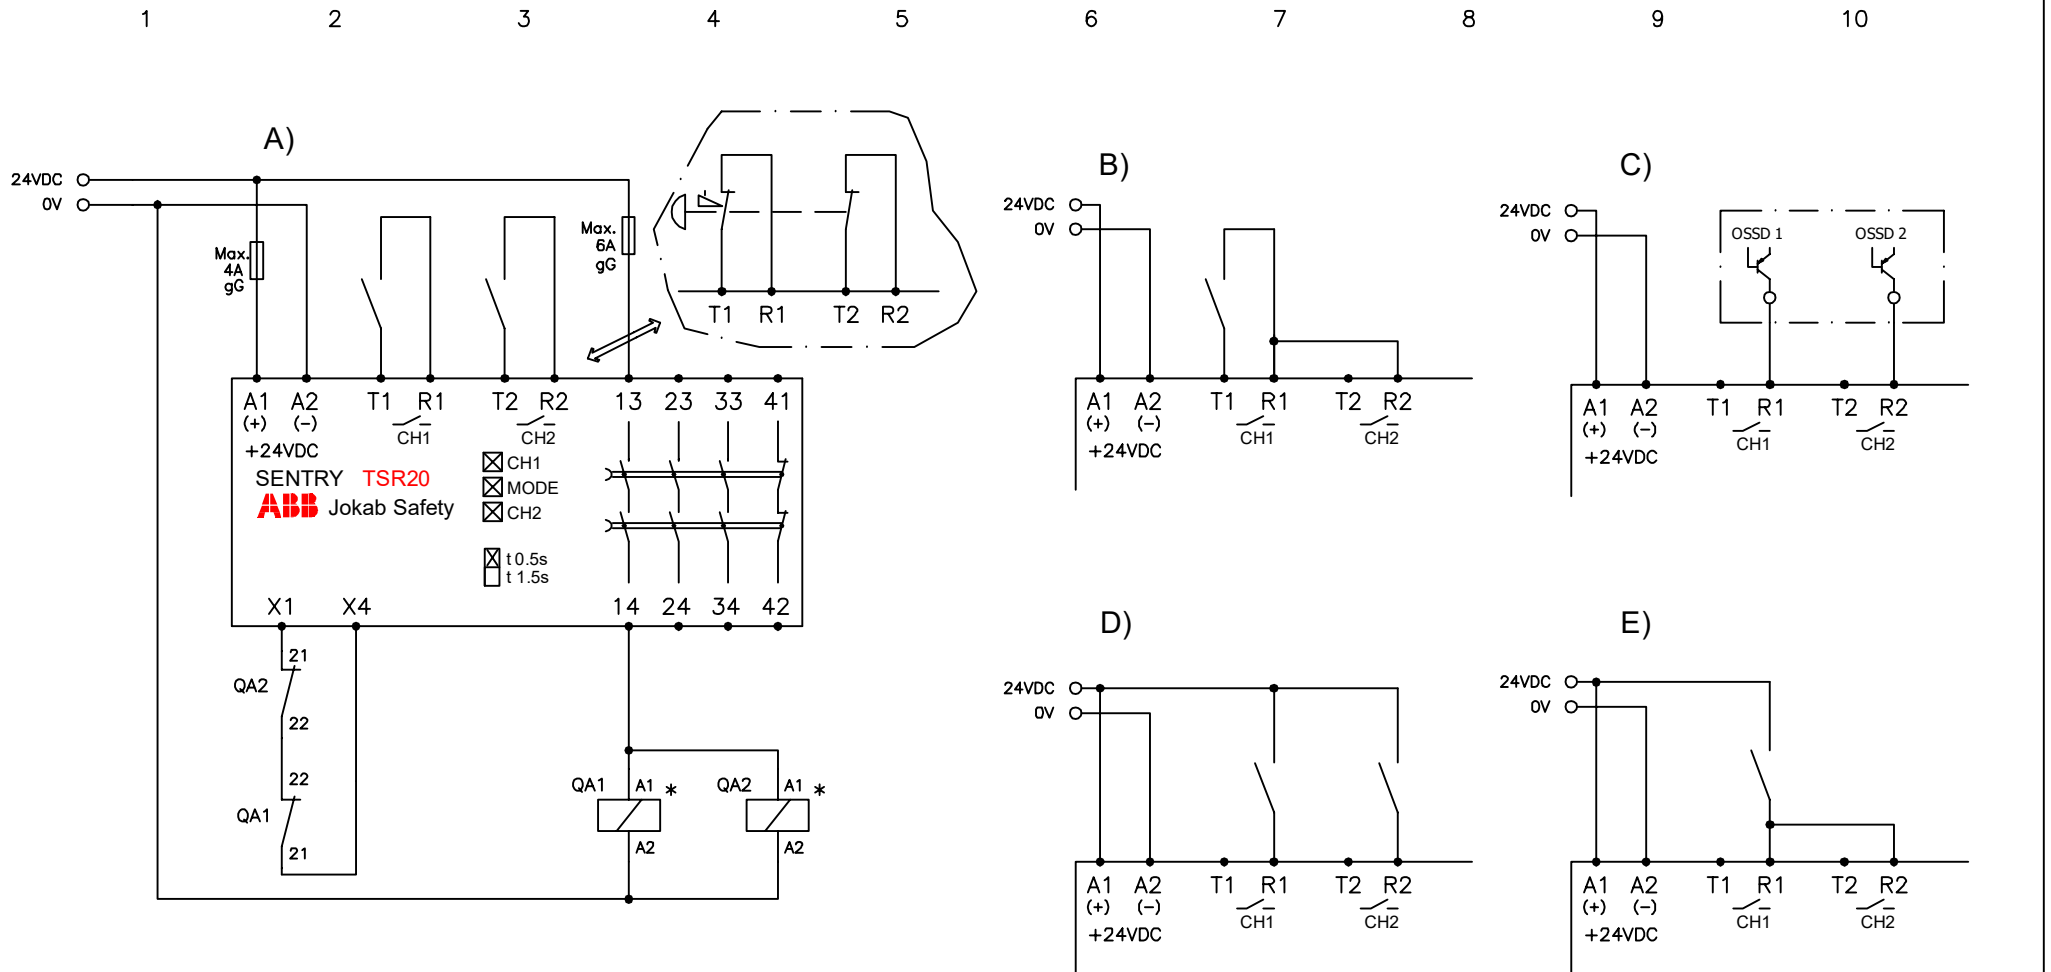 1 2 3 4 5 6 7 8 9 10
A)
24VDC
0V
Max.
4A
gG
Max.
6A
gG
T1 R1 T2 R2
A1 A2 T1 R1 T2 R2 13 23 33 41
(+) (−) CH1 CH2
+24VDC
SENTRY TSR20
ABB Jokab Safety
CH1
MODE
CH2
t 0.5s
t 1.5s
X1 X4 14 24 34 42
21
QA2
22
22
QA1
21
QA1 A1 * QA2 A1 *
A2 A2
B)
24VDC
0V
A1 A2 T1 R1 T2 R2
(+) (−) CH1 CH2
+24VDC
C)
24VDC
0V
OSSD 1 OSSD 2
A1 A2 T1 R1 T2 R2
(+) (−) CH1 CH2
+24VDC
D)
24VDC
0V
A1 A2 T1 R1 T2 R2
(+) (−) CH1 CH2
+24VDC
E)
24VDC
0V
A1 A2 T1 R1 T2 R2
(+) (−) CH1 CH2
+24VDC